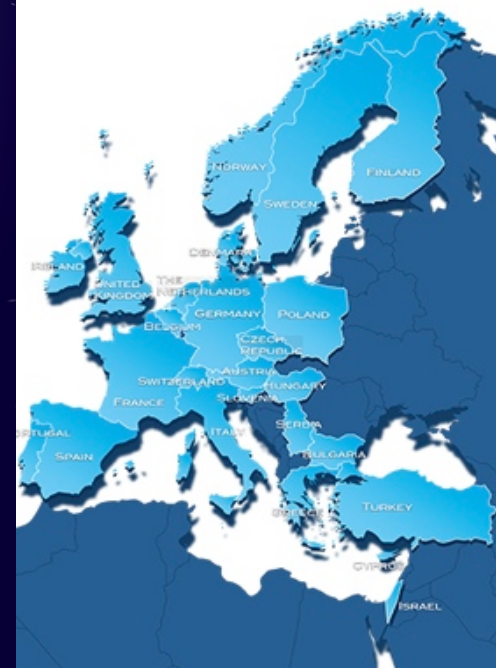 NORWAY
FINLAND
SWEDEN
DENMARK
IRELAND
UNITED
KINGDOM
THE
NETHERLANDS
GERMANY
POLAND
BELGIUM
CZECH
REPUBLIC
AUSTRIA
SWITZERLAND
HUNGARY
SLOVENIA
FRANCE
ITALY
SERBIA
PORTUGAL
SPAIN
BULGARIA
GREECE
TURKEY
CYPRUS
ISRAEL